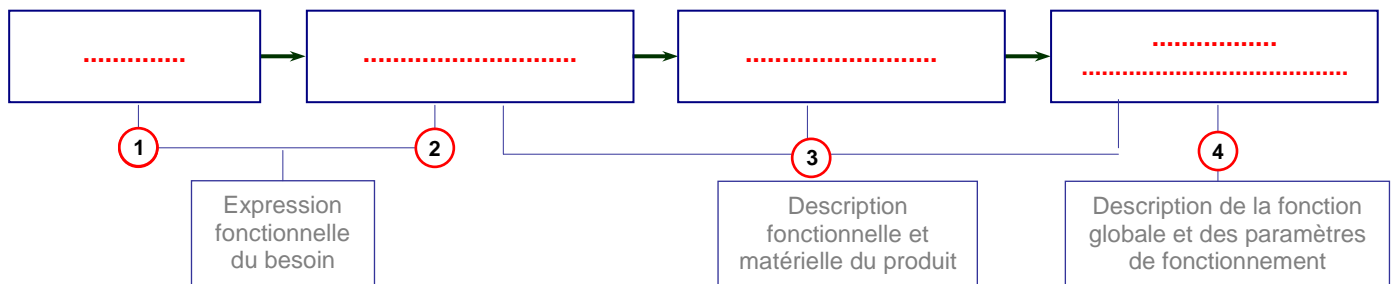 .............
............................
.........................
................
...................................
1
2
3
4
Expression
fonctionnelle
du besoin
Description
fonctionnelle et
matérielle du produit
Description de la fonction
globale et des paramètres
de fonctionnement